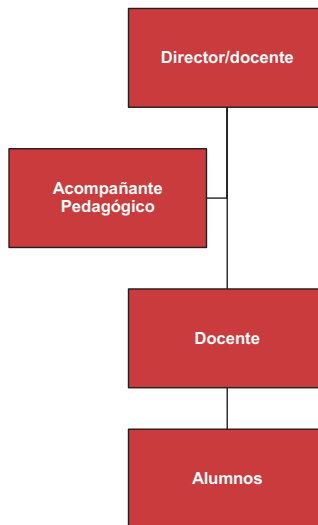 Director/docente
Acompañante
Pedagógico
Docente
Alumnos